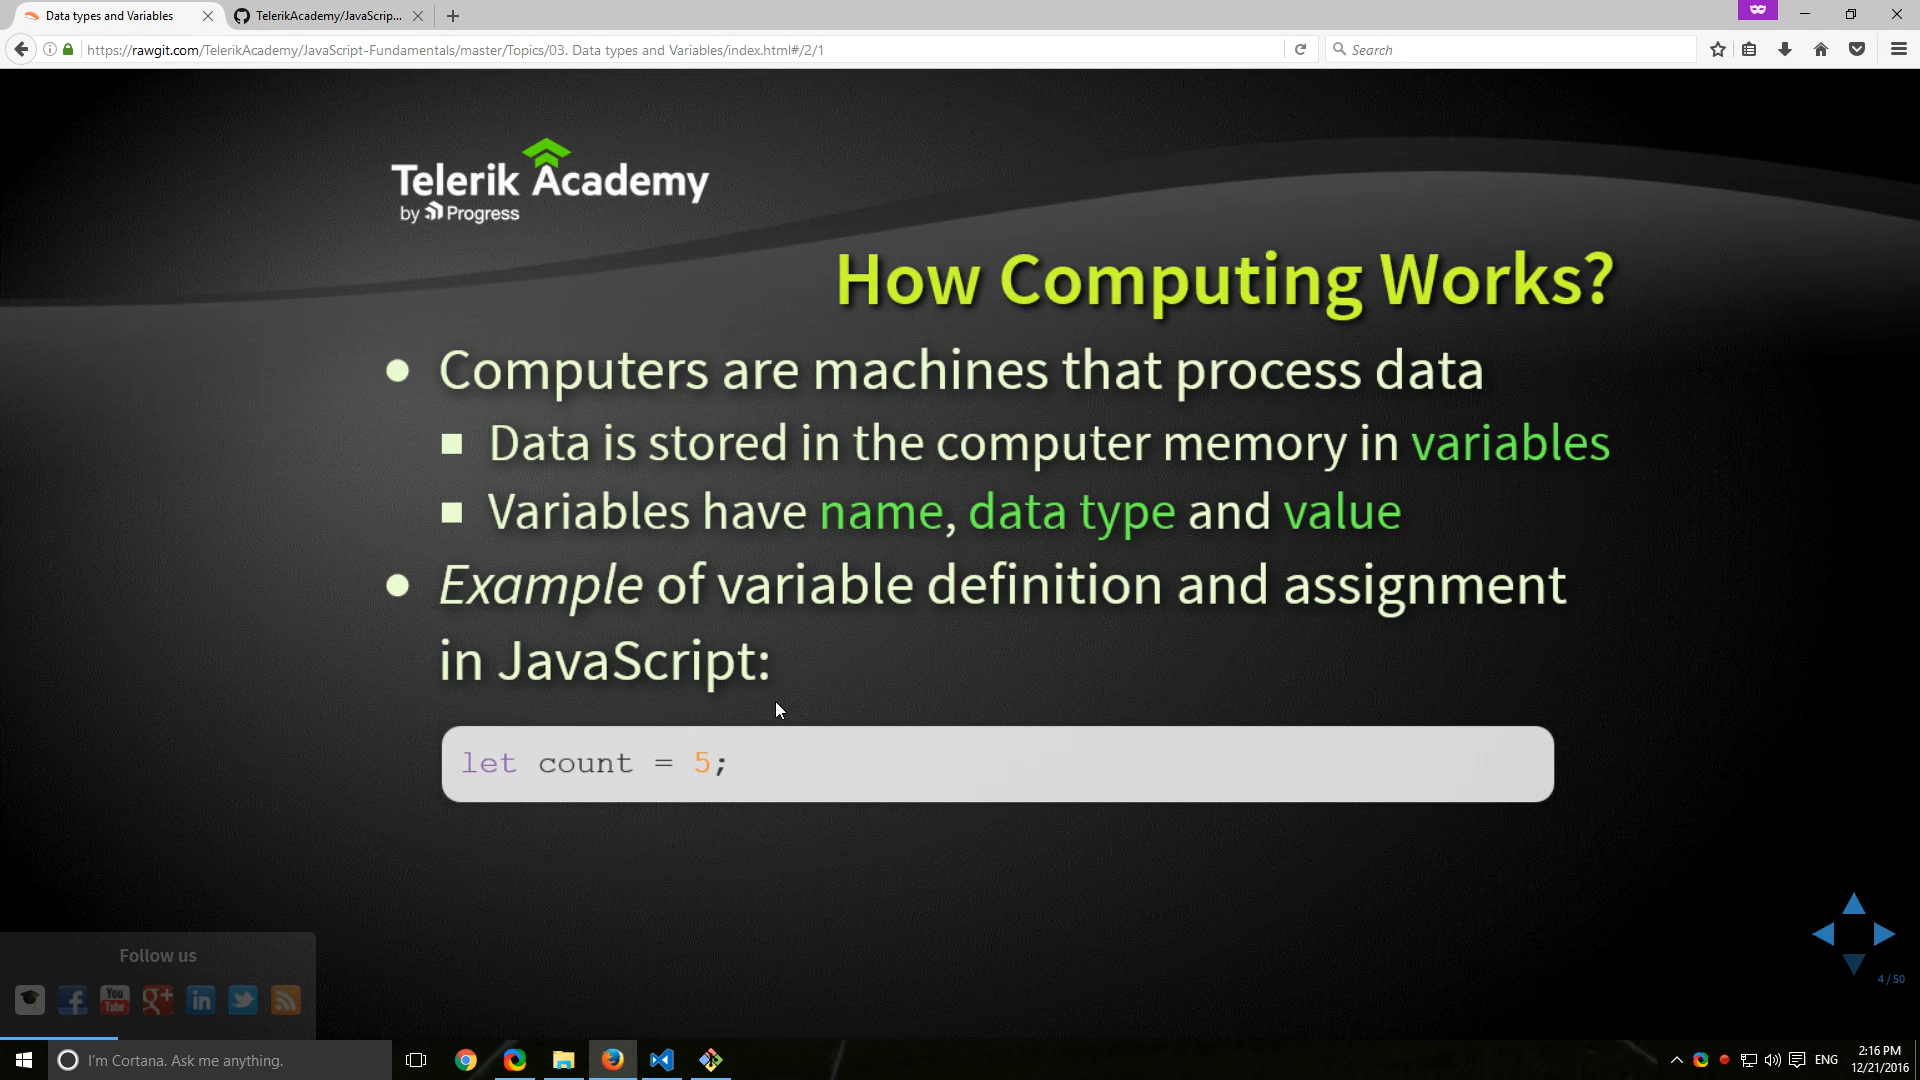 Data types and Variables
TelerikAcademy/JavaScrip...
https://rawgit.com/TelerikAcademy/JavaScript-Fundamentals/master/Topics/03. Data types and Variables/index.html#/2/1
Search
Telerik Academy
by Progress
How Computing Works?
Computers are machines that process data
Data is stored in the computer memory in variables
Variables have name, data type and value
Example of variable definition and assignment
in JavaScript:
let count = 5;
Follow us
You
Tube
g+
in
4 / 50
I'm Cortana. Ask me anything.
ENG
2:16 PM
12/21/2016